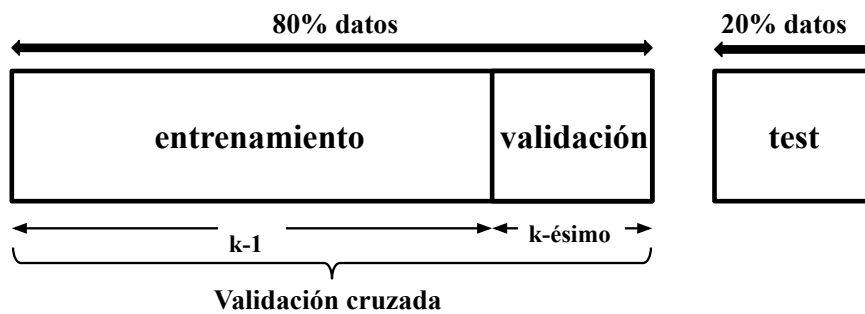 80% datos
20% datos
entrenamiento
validación
test
k-1
k-ésimo
Validación cruzada